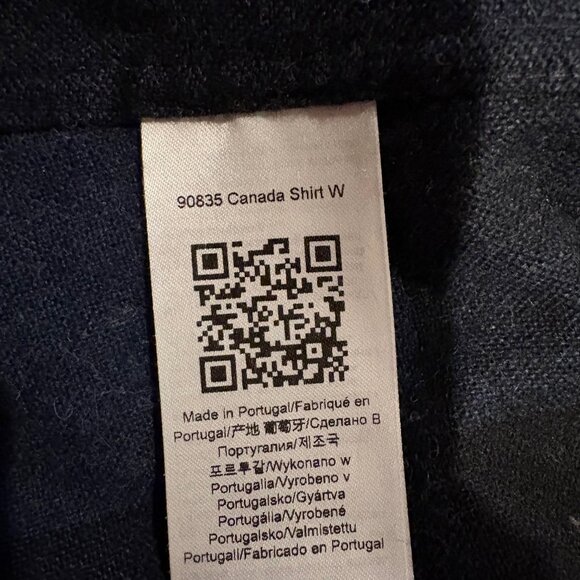 90835 Canada Shirt W
Made in Portugal/Fabriqué en
Portugal/产地 葡萄牙/Сделано В
Португалия/제조국
포르투갈/Wykonano w
Portugalia/Vyrobeno v
Portugalsko/Gyártva
Portugália/Vyrobené
Portugalsko/Valmistettu
Portugali/Fabricado en Portugal